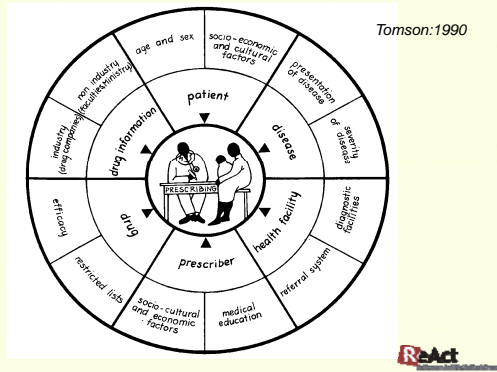 Tomson:1990
age and sex
socio-economic
and cultural
factors
presentation
of disease
severity
of disease
diagnostic
facilities
referral system
medical
education
socio-cultural
and economic
factors
restricted lists
efficacy
industry
(drug companies)
non industry
(faculties, Ministry)
patient
disease
health facility
prescriber
drug
drug information
PRESCRIBING
ReAct